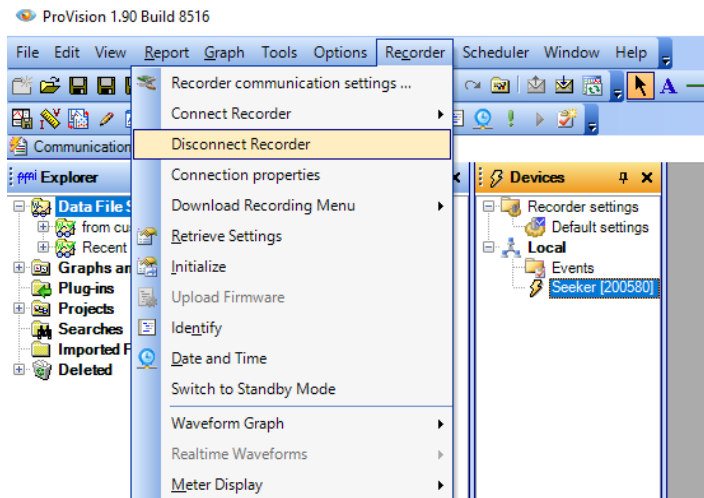 ProVision 1.90 Build 8516
File Edit View Report Graph Tools Options Recorder Scheduler Window Help
A
Communication
Recorder communication settings ...
Connect Recorder
Disconnect Recorder
Connection properties
Download Recording Menu
Retrieve Settings
Initialize
Upload Firmware
Identify
Date and Time
Switch to Standby Mode
Waveform Graph
Realtime Waveforms
Meter Display
pmi Explorer
Data File S
from cu
Recent
Graphs an
Plug-ins
Projects
Searches
Imported F
Deleted
Devices
Recorder settings
Default settings
Local
Events
Seeker [200580]